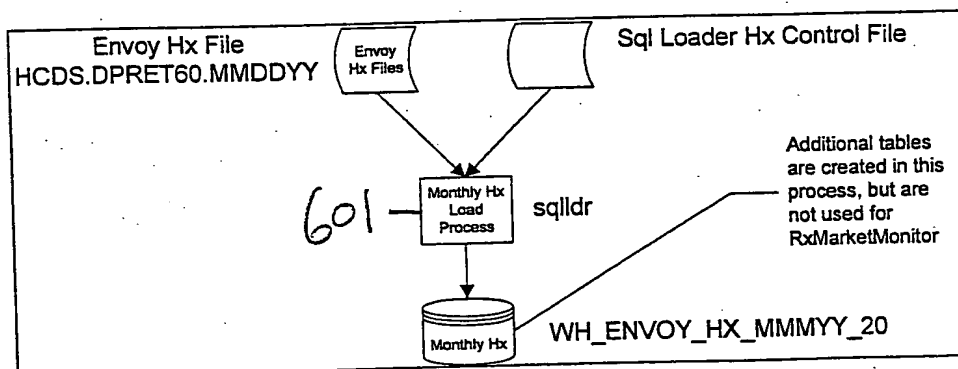 Envoy Hx File
HCDS.DPRET60.MMDDYY
Envoy
Hx Files
Sql Loader Hx Control File
601
Monthly Hx
Load
Process
sqlldr
Additional tables
are created in this
process, but are
not used for
RxMarketMonitor
Monthly Hx
WH_ENVOY_HX_MMMYY_20